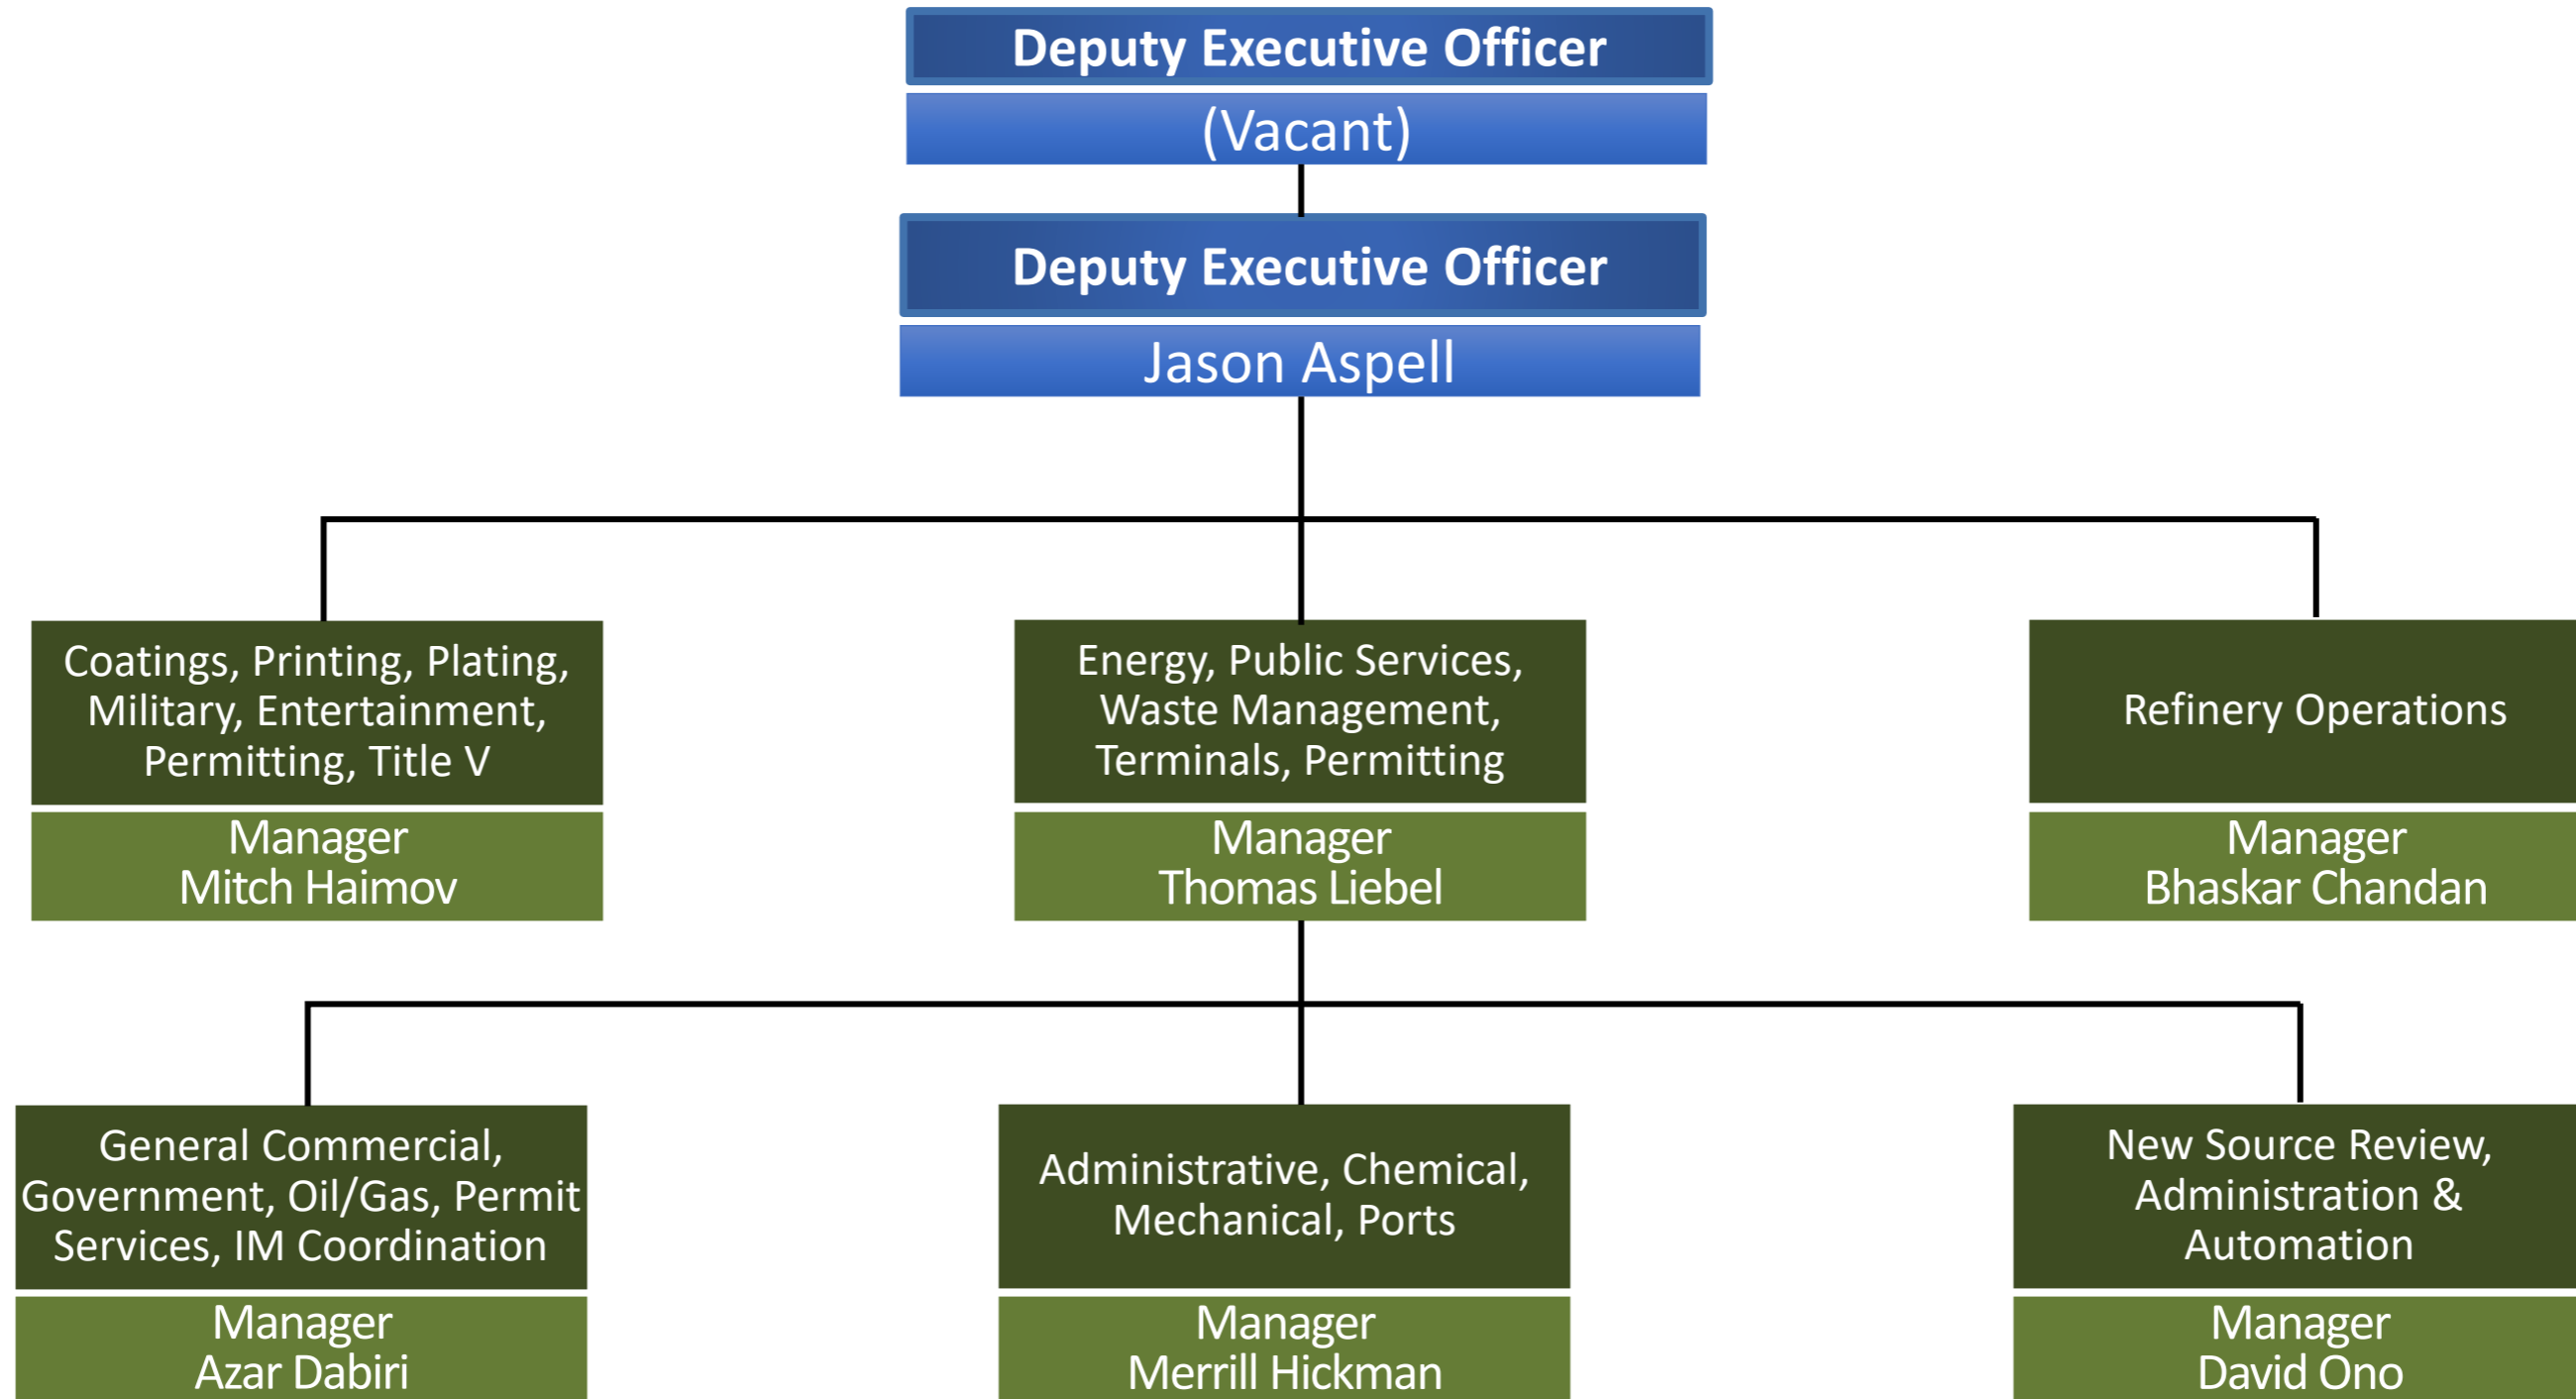 Deputy Executive Officer
(Vacant)
Deputy Executive Officer
Jason Aspell
Coatings, Printing, Plating,
Military, Entertainment,
Permitting, Title V
Manager
Mitch Haimov
Energy, Public Services,
Waste Management,
Terminals, Permitting
Manager
Thomas Liebel
Refinery Operations
Manager
Bhaskar Chandan
General Commercial,
Government, Oil/Gas, Permit
Services, IM Coordination
Manager
Azar Dabiri
Administrative, Chemical,
Mechanical, Ports
Manager
Merrill Hickman
New Source Review,
Administration &
Automation
Manager
David Ono